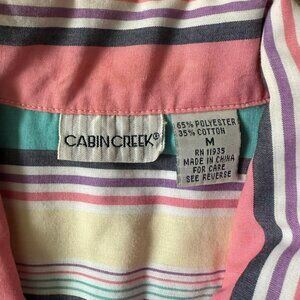 CABIN CREEK®
65% POLYESTER
35% COTTON
M
RN 11935
MADE IN CHINA
FOR CARE
SEE REVERSE